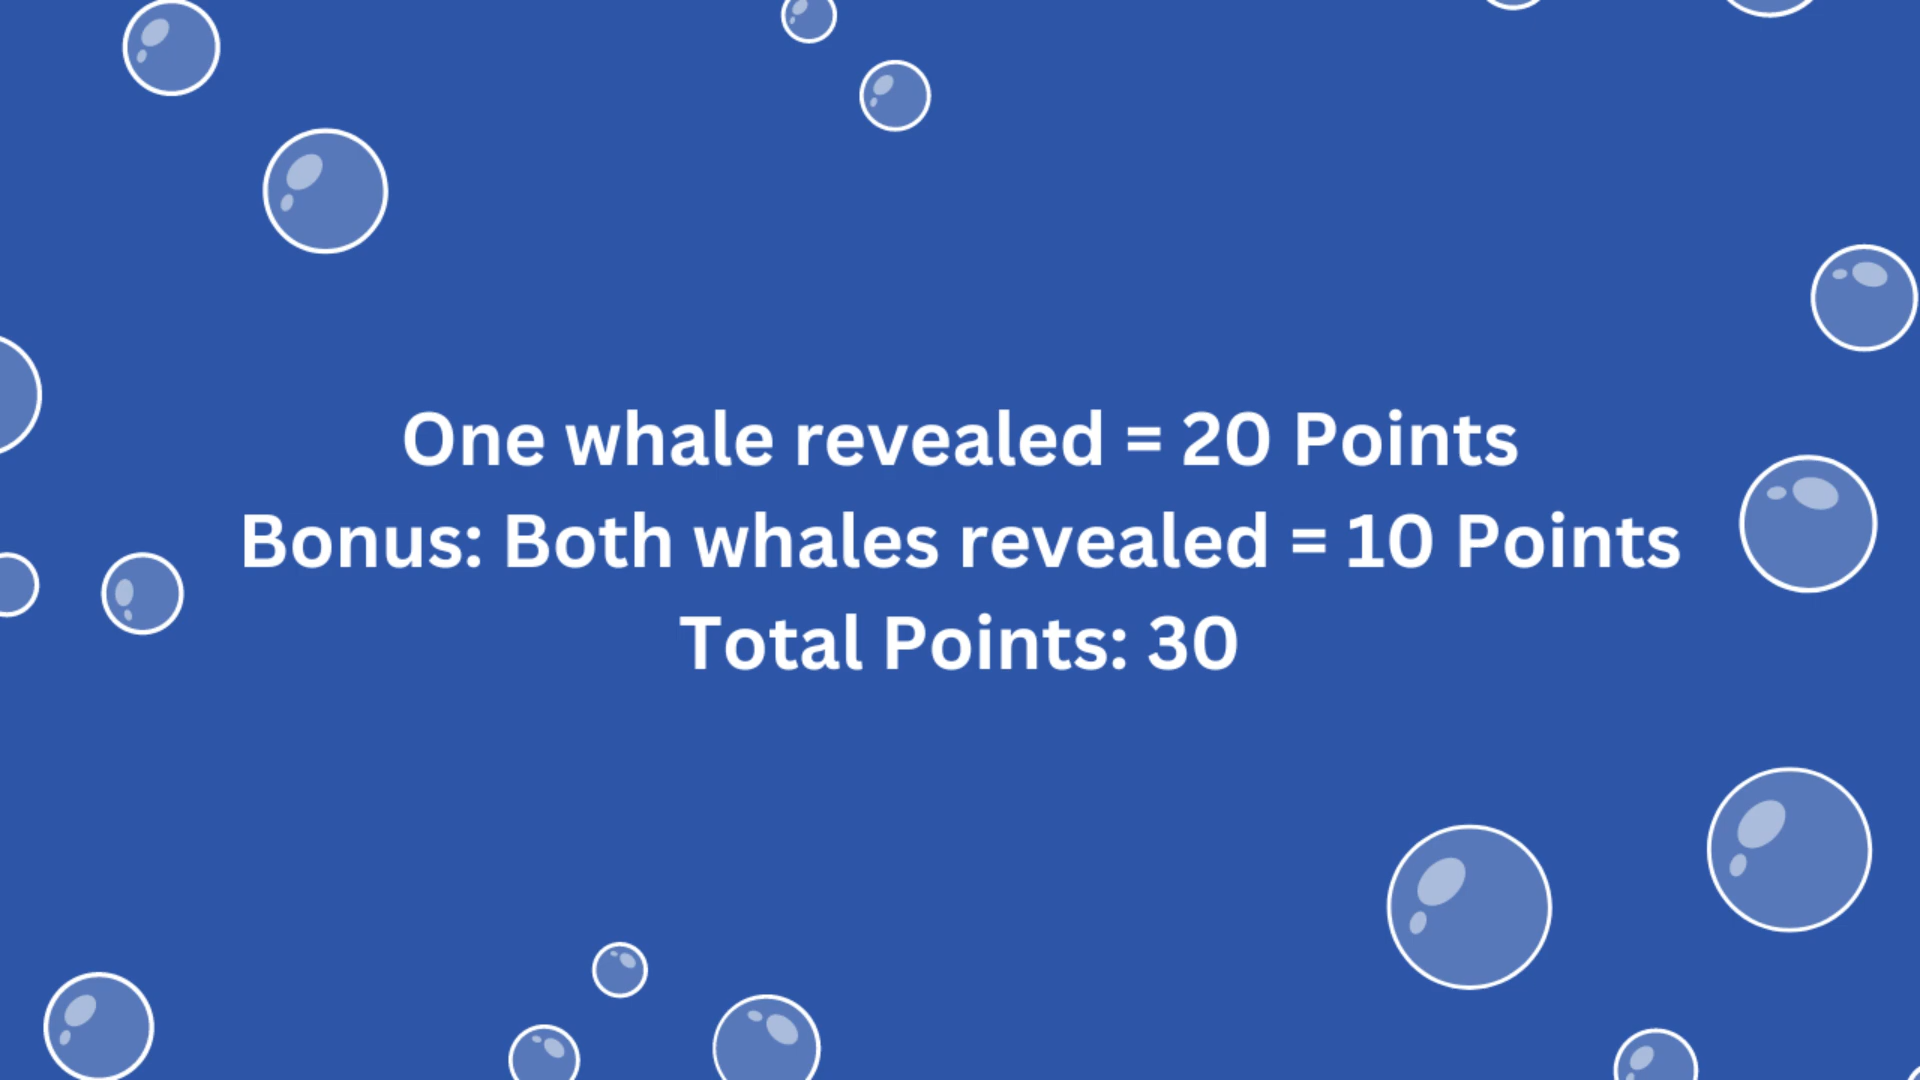 One whale revealed = 20 Points
Bonus: Both whales revealed = 10 Points
Total Points: 30